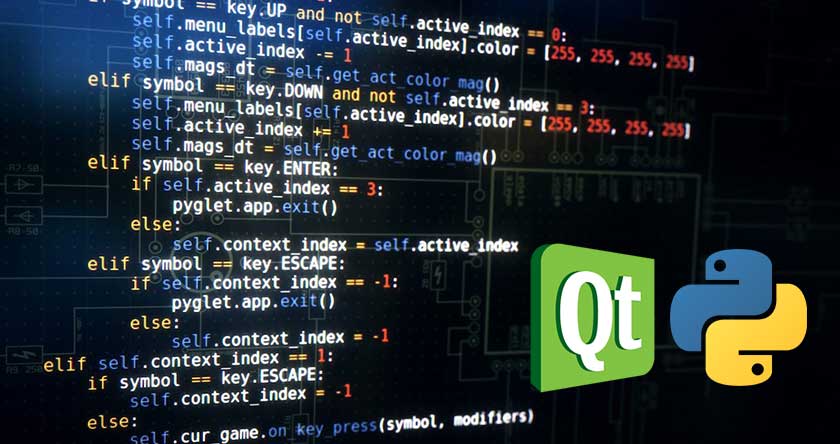 if symbol == key.UP and not self.active_index == 0:
self.menu_labels[self.active_index].color = [255, 255, 255, 255]
self.active_index -= 1
self.mags_dt = self.get_act_color_mag()
elif symbol == key.DOWN and not self.active_index == 3:
self.menu_labels[self.active_index].color = [255, 255, 255, 255]
self.active_index += 1
self.mags_dt = self.get_act_color_mag()
elif symbol == key.ENTER:
if self.active_index == 3:
pyglet.app.exit()
else:
self.context_index = self.active_index
elif symbol == key.ESCAPE:
if self.context_index == -1:
pyglet.app.exit()
else:
self.context_index = -1
elif self.context_index == 1:
if symbol == key.ESCAPE:
self.context_index = -1
else:
self.cur_game.on_key_press(symbol, modifiers)
Qt